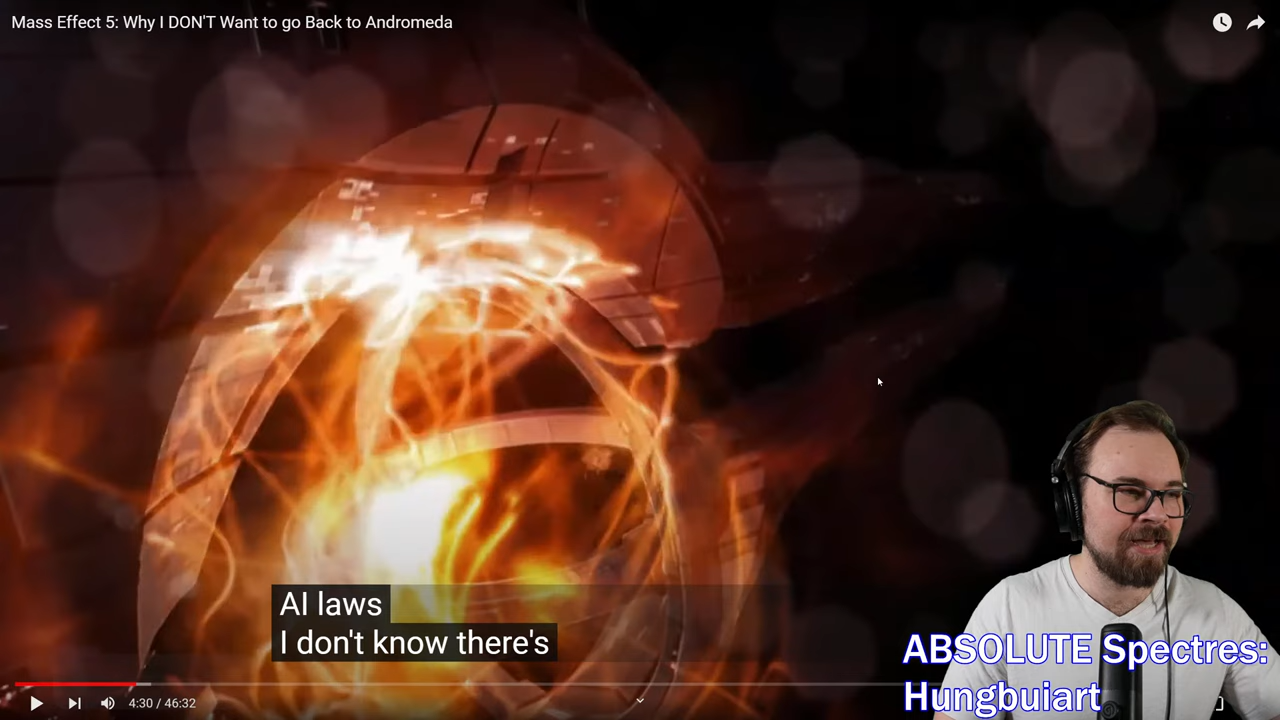 Mass Effect 5: Why I DON'T Want to go Back to Andromeda
AI laws
I don't know there's
4:30 / 46:32
ABSOLUTE Spectres:
Hungbuiart